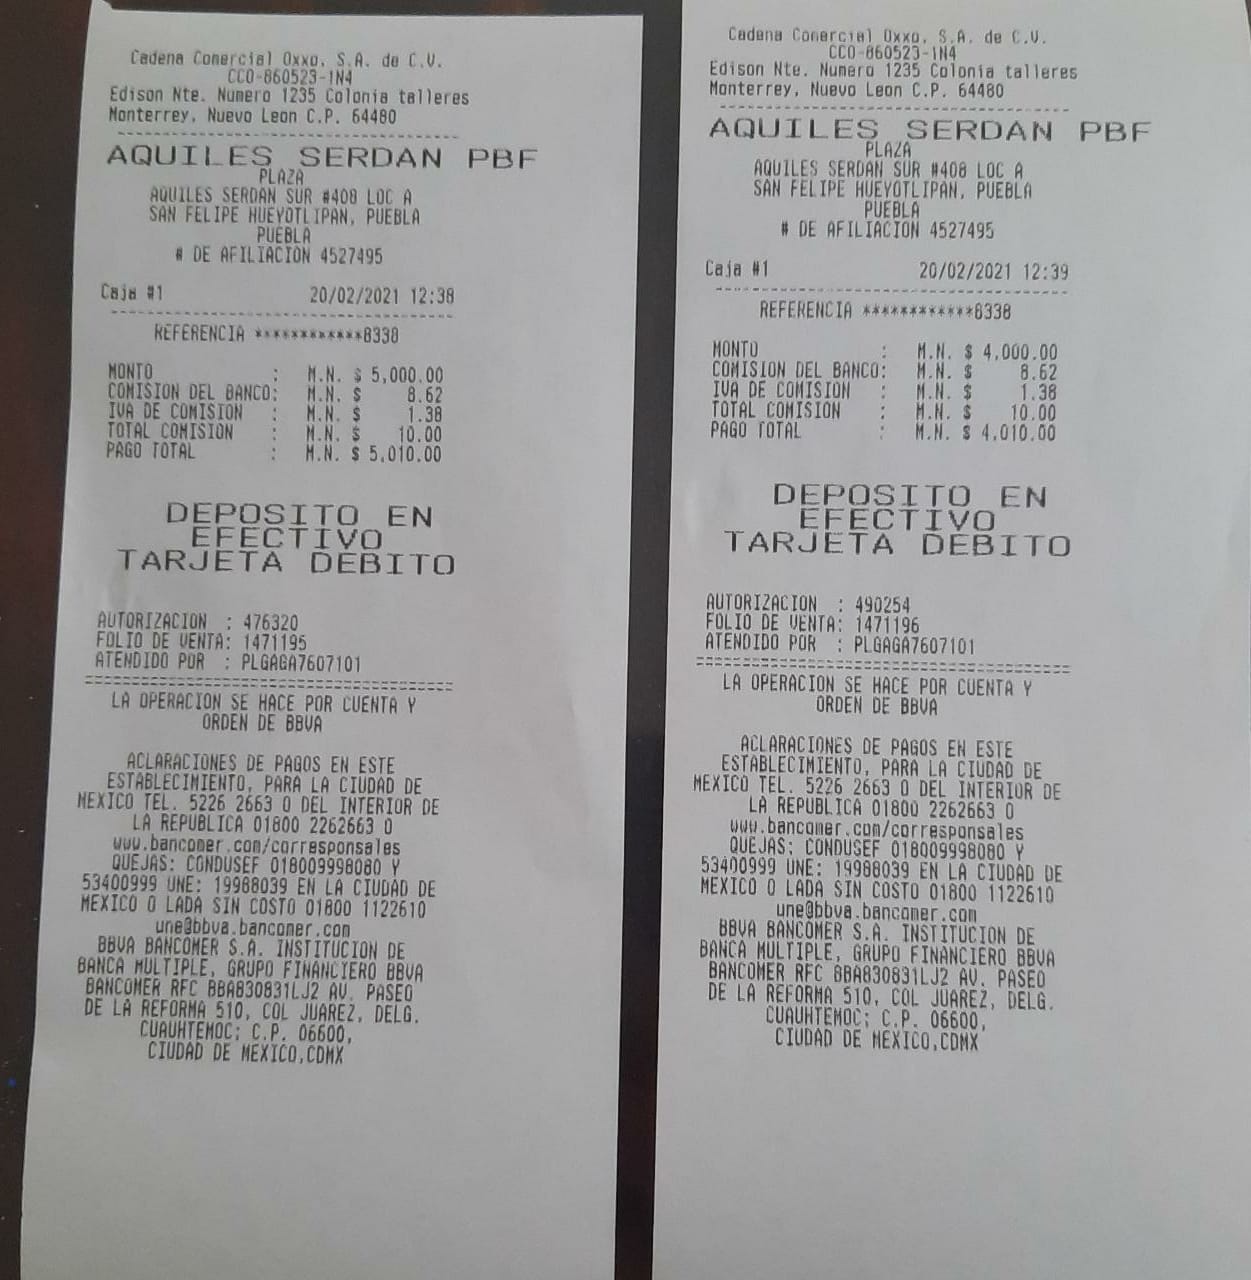 Cadena Comercial Oxxo, S.A. de C.V.
CCO-860523-1N4
Edison Nte. Numero 1235 Colonia talleres
Monterrey, Nuevo Leon C.P. 64480
AQUILES SERDAN PBF
PLAZA
AQUILES SERDAN SUR #408 LOC A
SAN FELIPE HUEYOTLIPAN, PUEBLA
PUEBLA
# DE AFILIACION 4527495
Caja #1 20/02/2021 12:38
REFERENCIA ************8338
MONTO : M.N. $ 5,000.00
COMISION DEL BANCO: M.N. $ 8.62
IVA DE COMISION : M.N. $ 1.38
TOTAL COMISION : M.N. $ 10.00
PAGO TOTAL : M.N. $ 5,010.00
DEPOSITO EN
EFECTIVO
TARJETA DEBITO
AUTORIZACION : 476320
FOLIO DE VENTA: 1471195
ATENDIDO POR : PLGAGA7607101
LA OPERACION SE HACE POR CUENTA Y
ORDEN DE BBVA
ACLARACIONES DE PAGOS EN ESTE
ESTABLECIMIENTO, PARA LA CIUDAD DE
MEXICO TEL. 5226 2663 O DEL INTERIOR DE
LA REPUBLICA 01800 2262663 O
www.bancomer.com/corresponsales
QUEJAS: CONDUSEF 018009998080 Y
53400999 UNE: 19988039 EN LA CIUDAD DE
MEXICO O LADA SIN COSTO 01800 1122610
une@bbva.bancomer.com
BBVA BANCOMER S.A. INSTITUCION DE
BANCA MULTIPLE, GRUPO FINANCIERO BBVA
BANCOMER RFC BBA830831LJ2 AV. PASEO
DE LA REFORMA 510, COL JUAREZ, DELG.
CUAUHTEMOC; C.P. 06600,
CIUDAD DE MEXICO,CDMX
Cadena Comercial Oxxo, S.A. de C.V.
CCO-860523-1N4
Edison Nte. Numero 1235 Colonia talleres
Monterrey, Nuevo Leon C.P. 64480
AQUILES SERDAN PBF
PLAZA
AQUILES SERDAN SUR #408 LOC A
SAN FELIPE HUEYOTLIPAN, PUEBLA
PUEBLA
# DE AFILIACION 4527495
Caja #1 20/02/2021 12:39
REFERENCIA ************8338
MONTO : M.N. $ 4,000.00
COMISION DEL BANCO: M.N. $ 8.62
IVA DE COMISION : M.N. $ 1.38
TOTAL COMISION : M.N. $ 10.00
PAGO TOTAL : M.N. $ 4,010.00
DEPOSITO EN
EFECTIVO
TARJETA DEBITO
AUTORIZACION : 490254
FOLIO DE VENTA: 1471196
ATENDIDO POR : PLGAGA7607101
LA OPERACION SE HACE POR CUENTA Y
ORDEN DE BBVA
ACLARACIONES DE PAGOS EN ESTE
ESTABLECIMIENTO, PARA LA CIUDAD DE
MEXICO TEL. 5226 2663 O DEL INTERIOR DE
LA REPUBLICA 01800 2262663 O
www.bancomer.com/corresponsales
QUEJAS: CONDUSEF 018009998080 Y
53400999 UNE: 19988039 EN LA CIUDAD DE
MEXICO O LADA SIN COSTO 01800 1122610
une@bbva.bancomer.com
BBVA BANCOMER S.A. INSTITUCION DE
BANCA MULTIPLE, GRUPO FINANCIERO BBVA
BANCOMER RFC BBA830831LJ2 AV. PASEO
DE LA REFORMA 510, COL JUAREZ, DELG.
CUAUHTEMOC; C.P. 06600,
CIUDAD DE MEXICO,CDMX